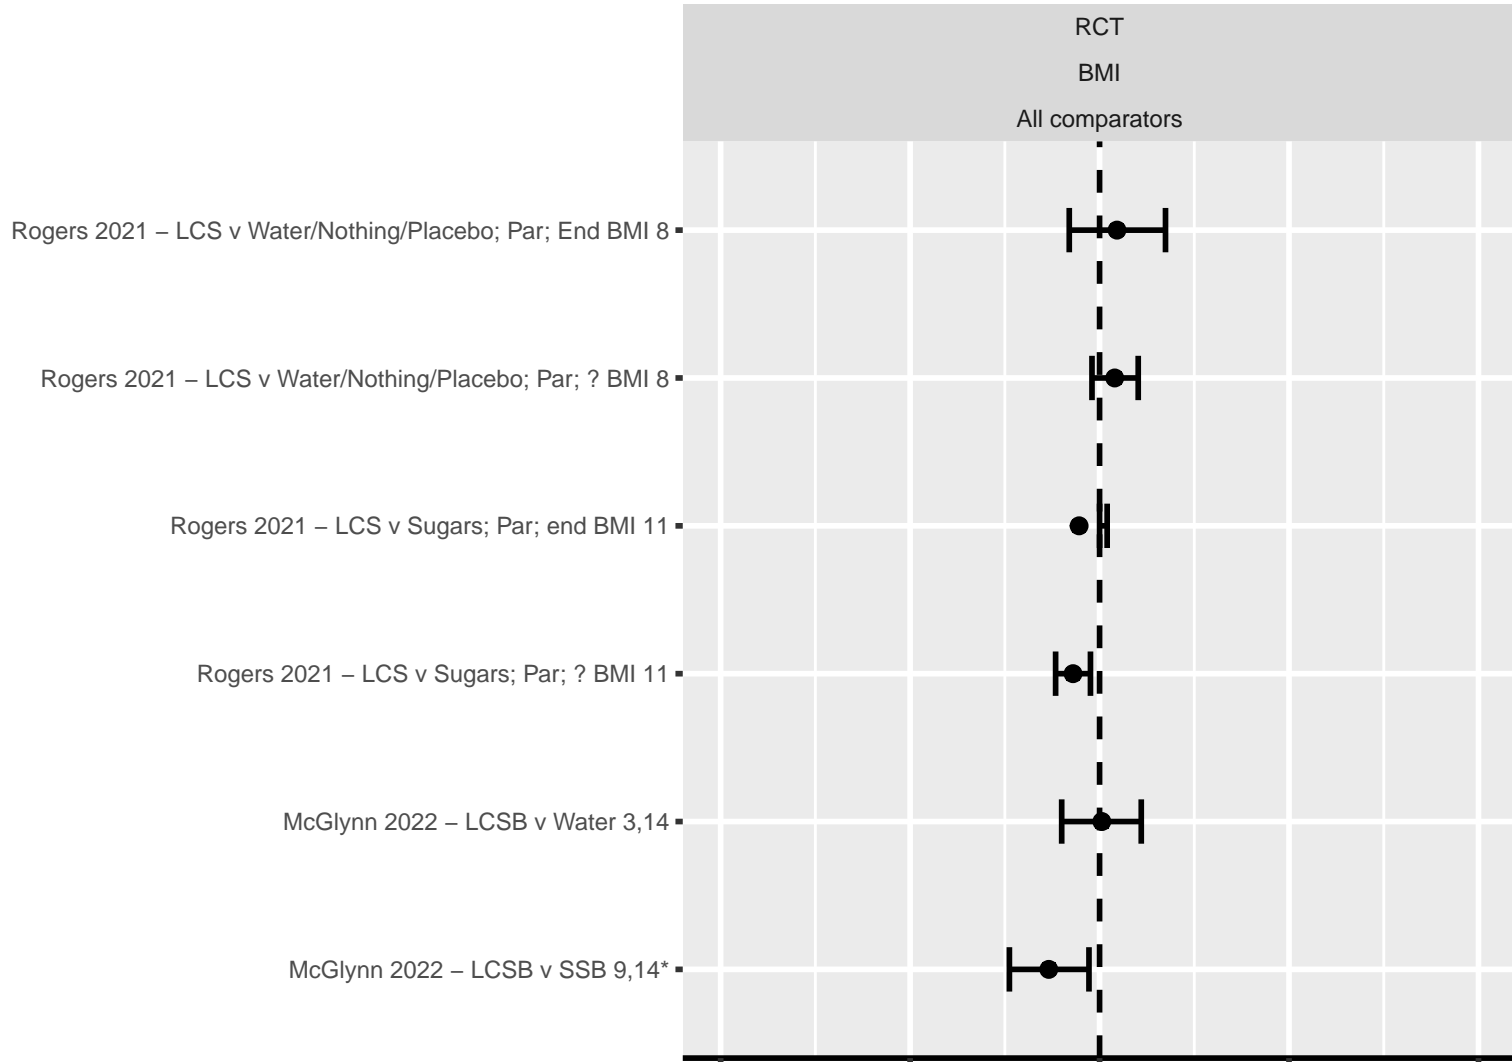 RCT
BMI
All comparators
Rogers 2021 – LCS v Water/Nothing/Placebo; Par; End BMI 8
Rogers 2021 – LCS v Water/Nothing/Placebo; Par; ? BMI 8
Rogers 2021 – LCS v Sugars; Par; end BMI 11
Rogers 2021 – LCS v Sugars; Par; ? BMI 11
McGlynn 2022 – LCSB v Water 3,14
McGlynn 2022 – LCSB v SSB 9,14*